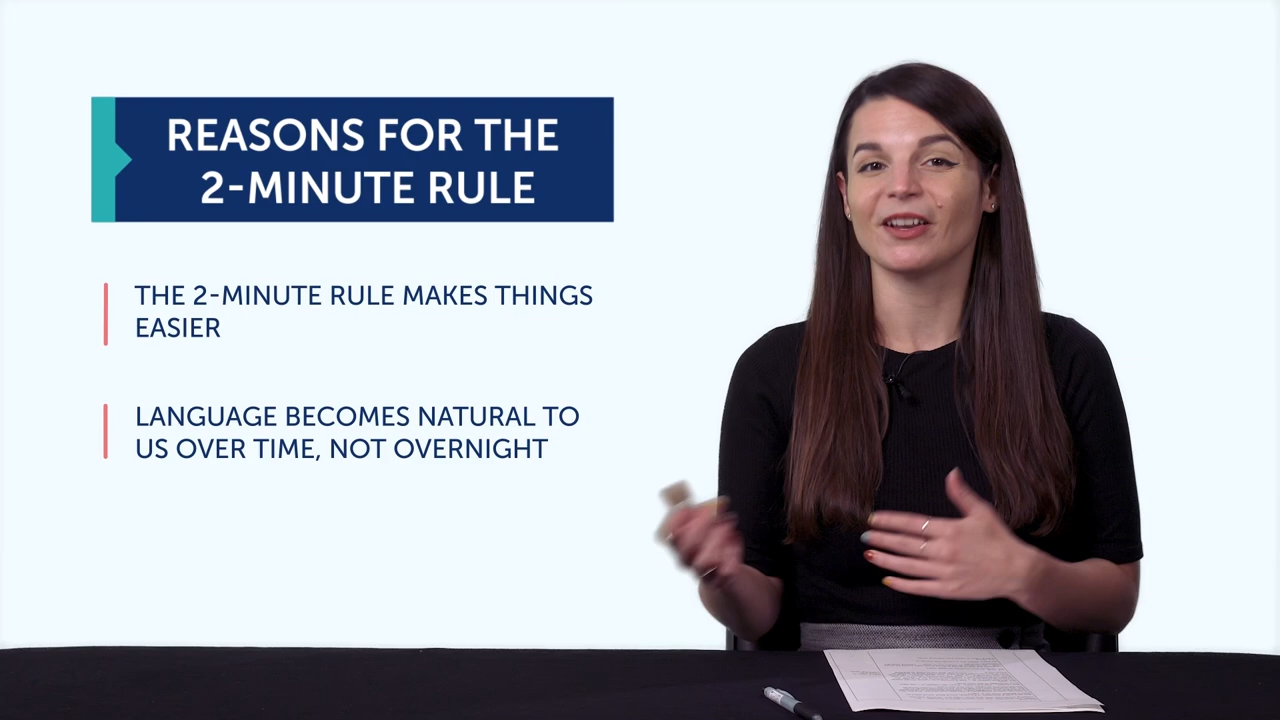 REASONS FOR THE
2-MINUTE RULE
THE 2-MINUTE RULE MAKES THINGS
EASIER
LANGUAGE BECOMES NATURAL TO
US OVER TIME, NOT OVERNIGHT